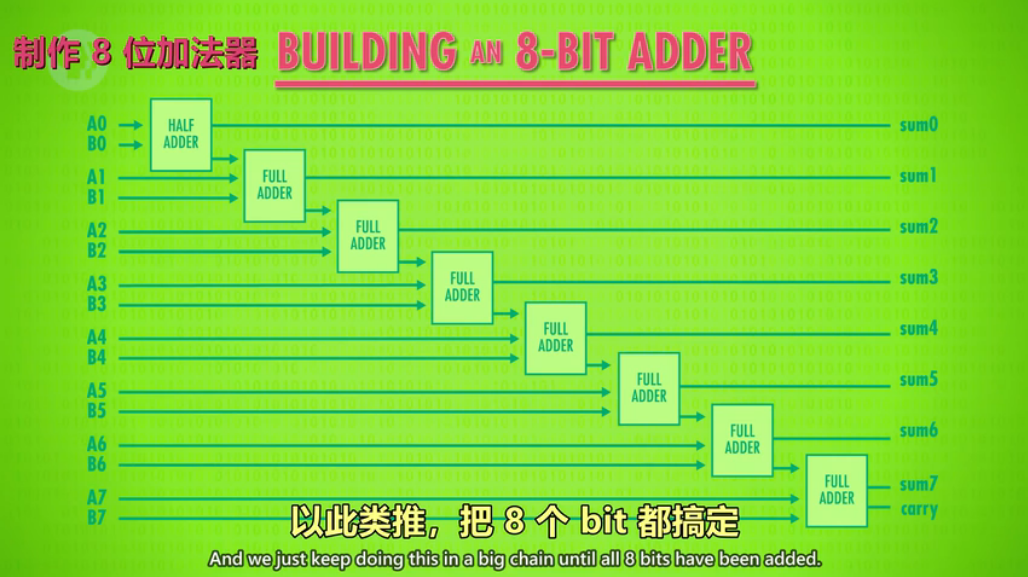 制作 8 位加法器 BUILDING AN 8-BIT ADDER
A0
B0
HALF
ADDER
sum0
A1
B1
FULL
ADDER
sum1
A2
B2
FULL
ADDER
sum2
A3
B3
FULL
ADDER
sum3
A4
B4
FULL
ADDER
sum4
A5
B5
FULL
ADDER
sum5
A6
B6
FULL
ADDER
sum6
A7
B7
FULL
ADDER
sum7
carry
以此类推，把 8 个 bit 都搞定
And we just keep doing this in a big chain until all 8 bits have been added.